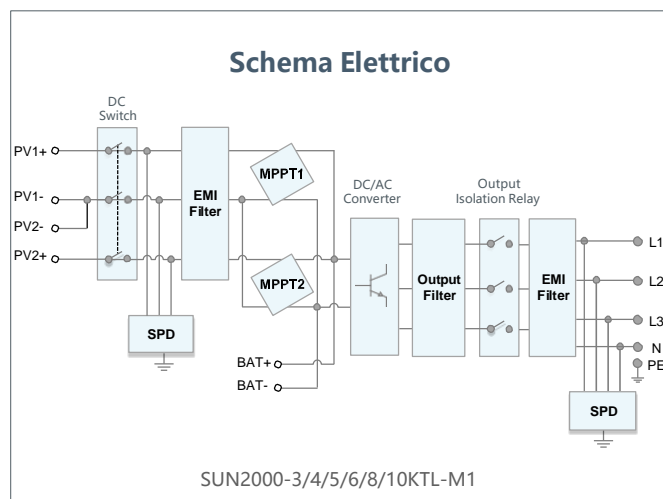 Schema Elettrico
DC
Switch
PV1+
PV1-
PV2-
PV2+
EMI
Filter
MPPT1
MPPT2
SPD
BAT+
BAT-
DC/AC
Converter
Output
Filter
Output
Isolation Relay
EMI
Filter
L1
L2
L3
N
PE
SPD
SUN2000-3/4/5/6/8/10KTL-M1